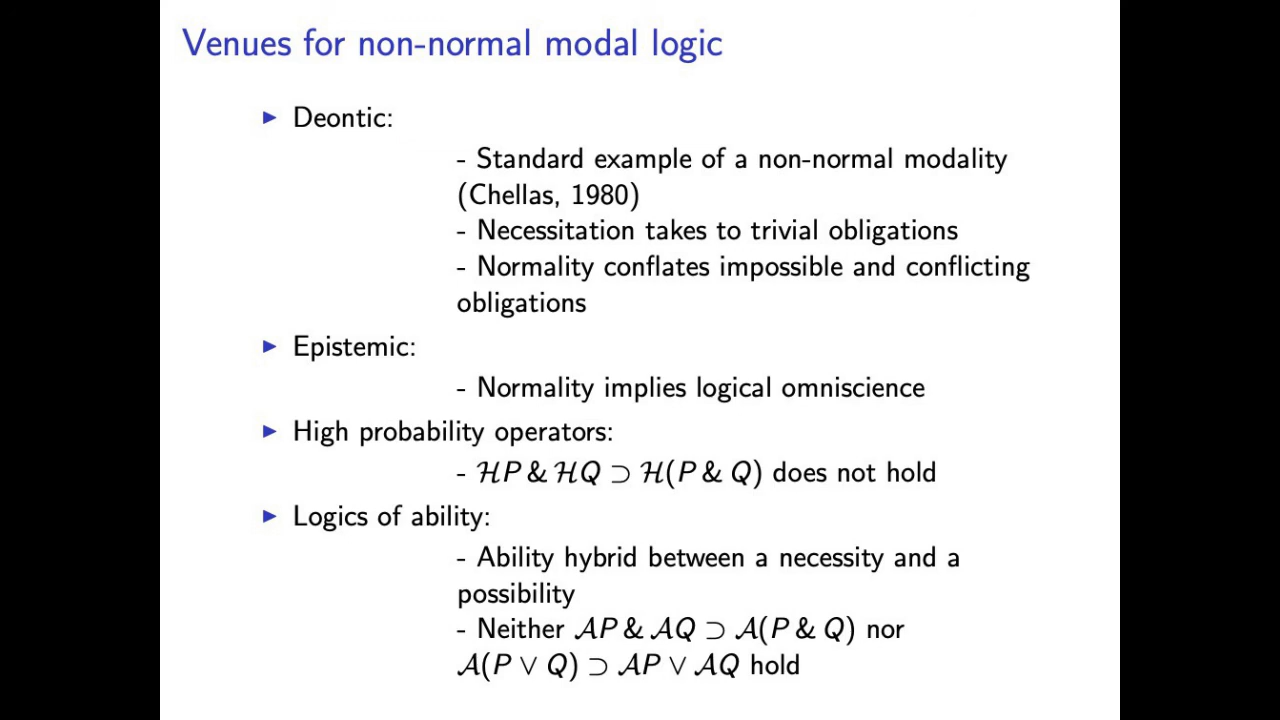 Venues for non-normal modal logic
▶ Deontic:
- Standard example of a non-normal modality
(Chellas, 1980)
- Necessitation takes to trivial obligations
- Normality conflates impossible and conflicting
obligations
▶ Epistemic:
- Normality implies logical omniscience
▶ High probability operators:
- ℋP & ℋQ ⊃ ℋ(P & Q) does not hold
▶ Logics of ability:
- Ability hybrid between a necessity and a
possibility
- Neither 𝒜P & 𝒜Q ⊃ 𝒜(P & Q) nor
𝒜(P ∨ Q) ⊃ 𝒜P ∨ 𝒜Q hold